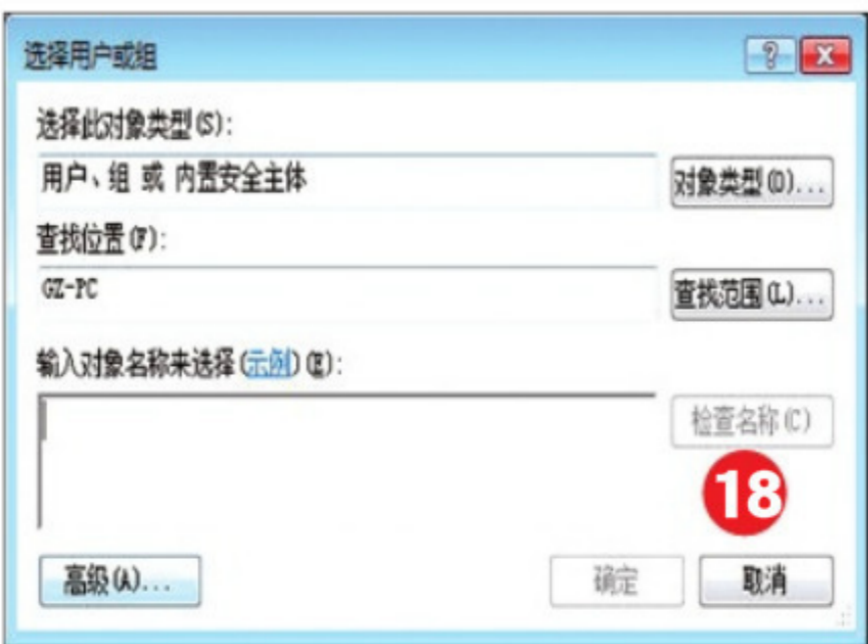 选择用户或组
选择此对象类型(S):
用户、组 或 内置安全主体
对象类型(O)...
查找位置(F):
GZ-PC
查找范围(L)...
输入对象名称来选择(示例)(E):
检查名称(C)
18
高级(A)...
确定
取消